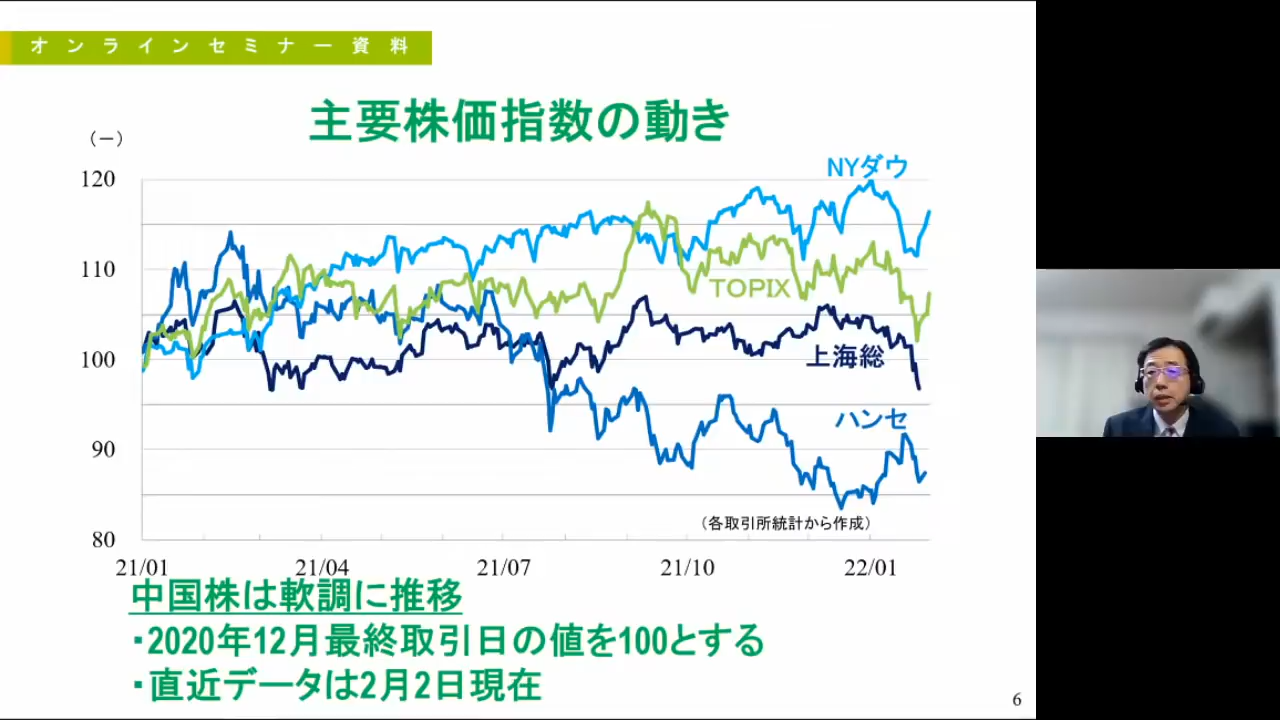 オンラインセミナー資料
主要株価指数の動き
（ー）
120
110
100
90
80
NYダウ
TOPIX
上海総
ハンセ
（各取引所統計から作成）
21/01 21/04 21/07 21/10 22/01
中国株は軟調に推移
・2020年12月最終取引日の値を100とする
・直近データは2月2日現在
6